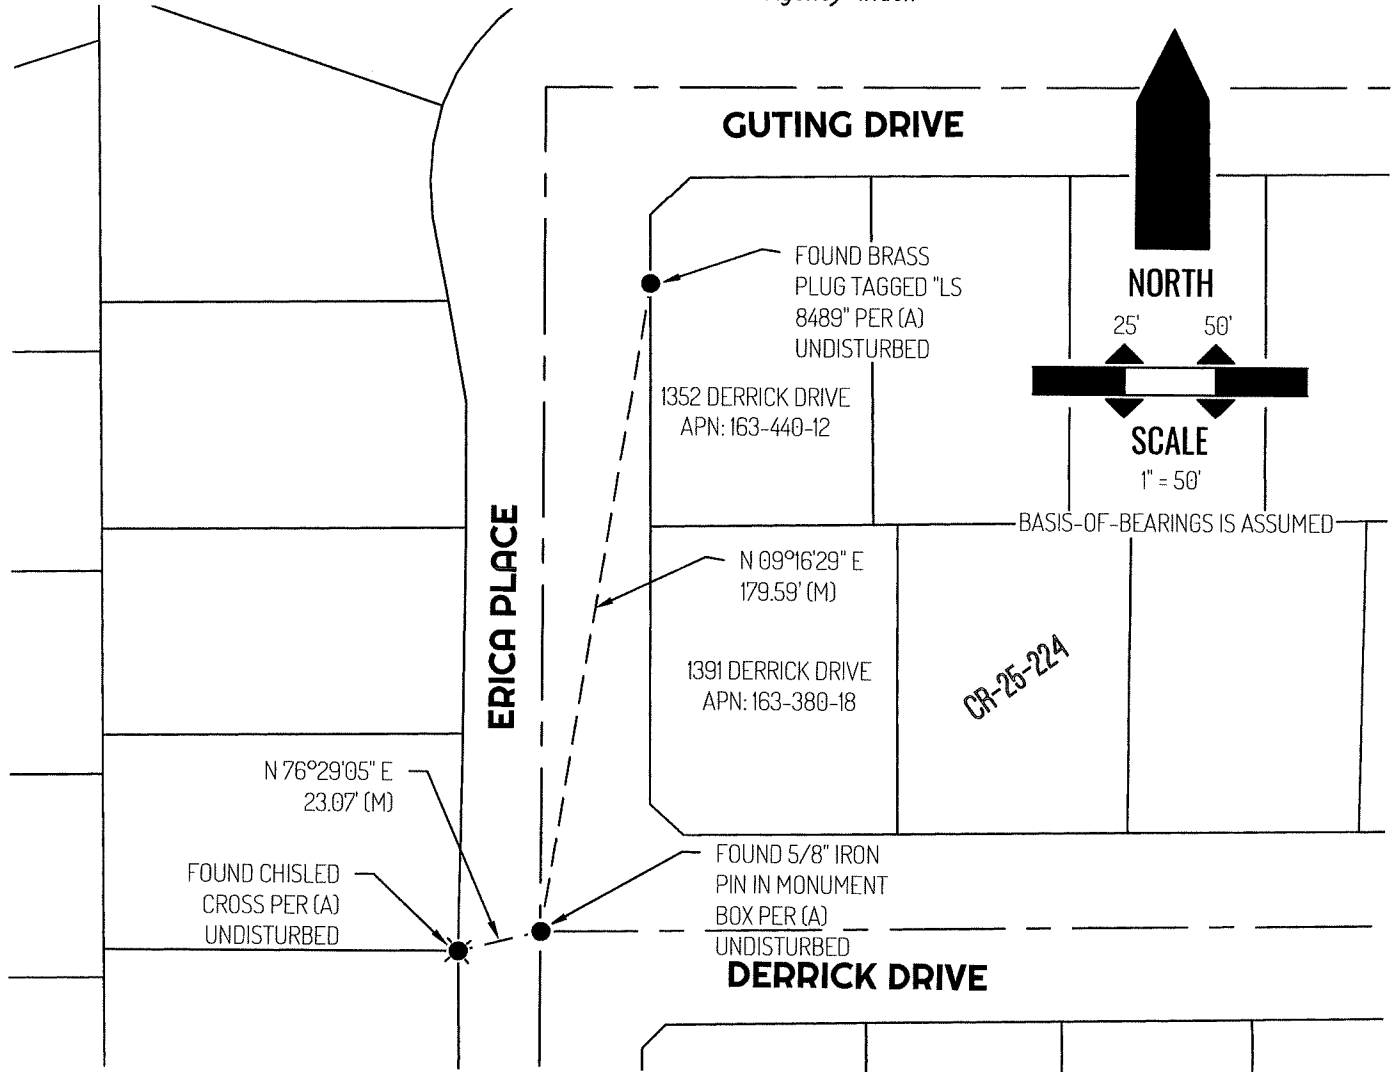 GUTING DRIVE
FOUND BRASS
PLUG TAGGED "LS
8489" PER (A)
UNDISTURBED
NORTH
25' 50'
SCALE
1" = 50'
BASIS-OF-BEARINGS IS ASSUMED
1352 DERRICK DRIVE
APN: 163-440-12
ERICA PLACE
N 09°16'29" E
179.59' (M)
1391 DERRICK DRIVE
APN: 163-380-18
CR-25-224
N 76°29'05" E
23.07' (M)
FOUND CHISLED
CROSS PER (A)
UNDISTURBED
FOUND 5/8" IRON
PIN IN MONUMENT
BOX PER (A)
UNDISTURBED
DERRICK DRIVE